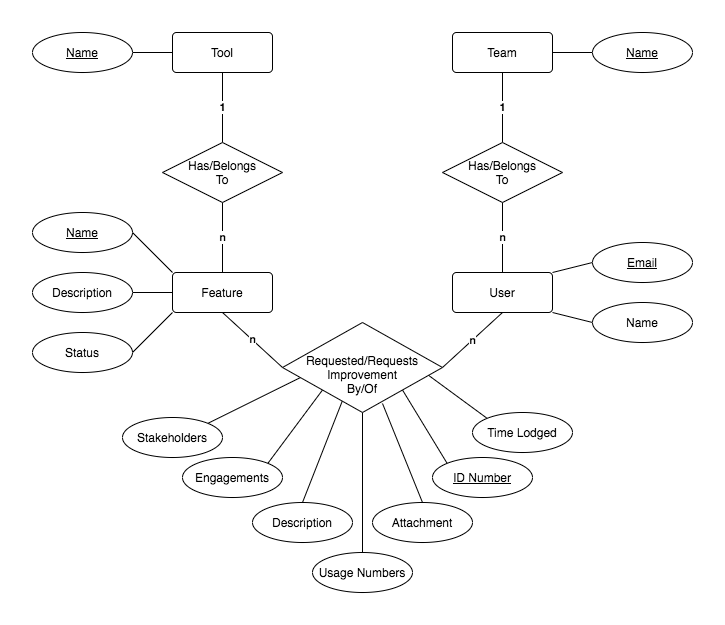 Name
Tool
Team
Name
1
1
Has/Belongs
To
Has/Belongs
To
n
n
Name
Description
Status
Feature
User
Email
Name
n
n
Requested/Requests
Improvement
By/Of
Stakeholders
Engagements
Description
Usage Numbers
Attachment
ID Number
Time Lodged